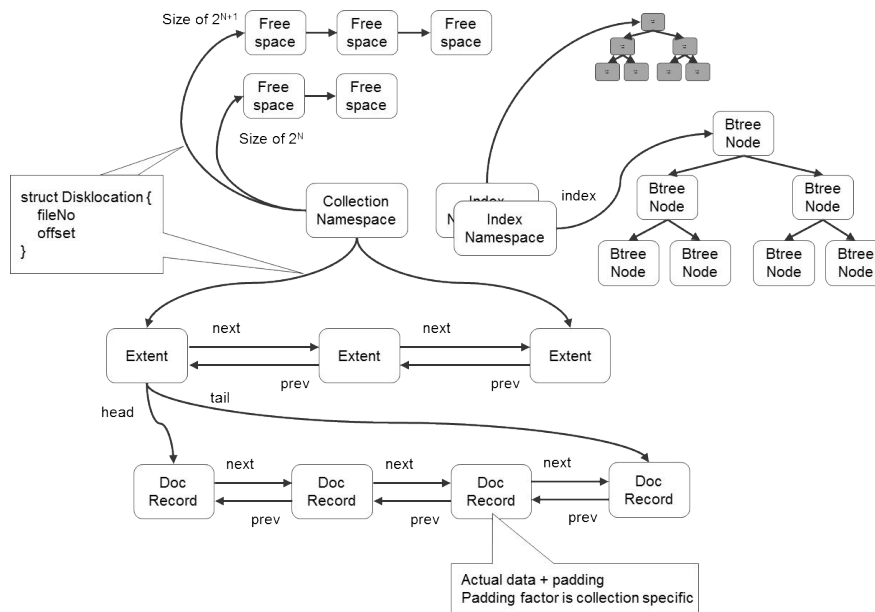 Size of 2N+1
Free space
Free space
Free space
Free space
Free space
Size of 2N
struct Disklocation {
fileNo
offset
}
Collection
Namespace
Index
Index
Namespace
index
Btree
Node
Btree
Node
Btree
Node
Btree
Node
Btree
Node
Btree
Node
Btree
Node
Extent
next
prev
Extent
next
prev
Extent
head
tail
Doc
Record
next
prev
Doc
Record
next
prev
Doc
Record
next
prev
Doc
Record
Actual data + padding
Padding factor is collection specific